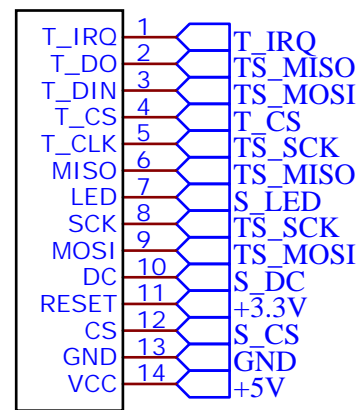 T_IRQ 1 T_IRQ
T_DO 2 TS_MISO
T_DIN 3 TS_MOSI
T_CS 4 T_CS
T_CLK 5 TS_SCK
MISO 6 TS_MISO
LED 7 S_LED
SCK 8 TS_SCK
MOSI 9 TS_MOSI
DC 10 S_DC
RESET 11 +3.3V
CS 12 S_CS
GND 13 GND
VCC 14 +5V